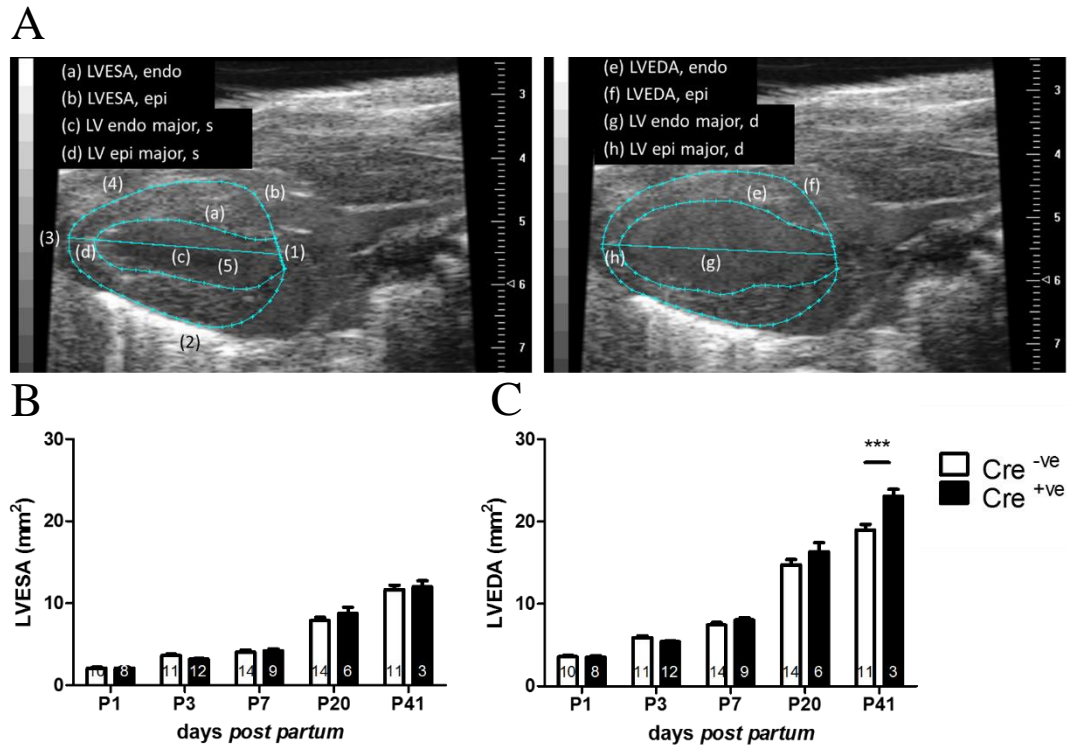 A
(a) LVESA, endo
(b) LVESA, epi
(c) LV endo major, s
(d) LV epi major, s
(4)
(b)
(a)
(3)
(d)
(c)
(5)
(1)
(2)
3
4
5
6
7
(e) LVEDA, endo
(f) LVEDA, epi
(g) LV endo major, d
(h) LV epi major, d
(e)
(f)
(h)
(g)
3
4
5
6
7
B
30
20
10
0
LVESA (mm²)
10 8 11 12 14 9 14 6 11 3
P1 P3 P7 P20 P41
days post partum
C
30
20
10
0
LVEDA (mm²)
***
10 8 11 12 14 9 14 6 11 3
P1 P3 P7 P20 P41
days post partum
Cre -ve
Cre +ve